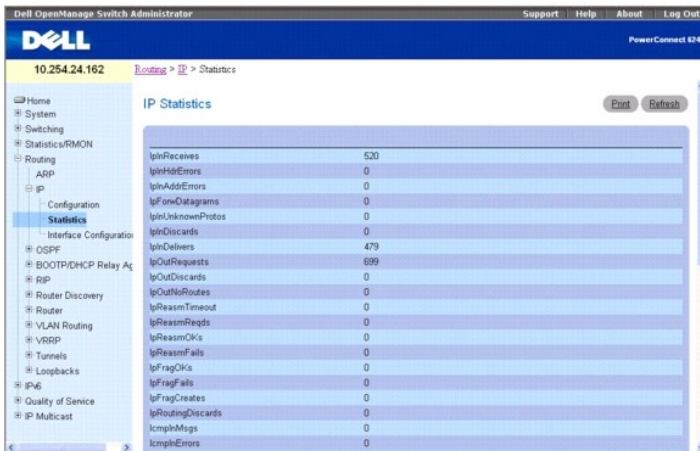 Dell OpenManage Switch Administrator
Support Help About Log Out
DELL
PowerConnect 624
10.254.24.162
Routing > IP > Statistics
Home
System
Switching
Statistics/RMON
Routing
ARP
IP
Configuration
Statistics
Interface Configuration
OSPF
BOOTP/DHCP Relay Ag
RIP
Router Discovery
Router
VLAN Routing
VRRP
Tunnels
Loopbacks
IPv6
Quality of Service
IP Multicast
IP Statistics
Print Refresh
IpInReceives 520
IpInHdrErrors 0
IpInAddrErrors 0
IpForwDatagrams 0
IpInUnknownProtos 0
IpInDiscards 0
IpInDelivers 479
IpOutRequests 699
IpOutDiscards 0
IpOutNoRoutes 0
IpReasmTimeout 0
IpReasmReqds 0
IpReasmOKs 0
IpReasmFails 0
IpFragOKs 0
IpFragFails 0
IpFragCreates 0
IpRoutingDiscards 0
IcmpInMsgs 0
IcmpInErrors 0